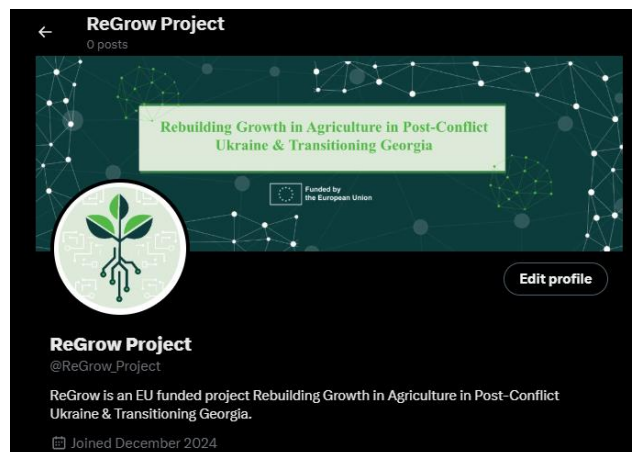 ReGrow Project
0 posts
Rebuilding Growth in Agriculture in Post-Conflict
Ukraine & Transitioning Georgia
Funded by
the European Union
Edit profile
ReGrow Project
@ReGrow_Project
ReGrow is an EU funded project Rebuilding Growth in Agriculture in Post-Conflict
Ukraine & Transitioning Georgia.
Joined December 2024